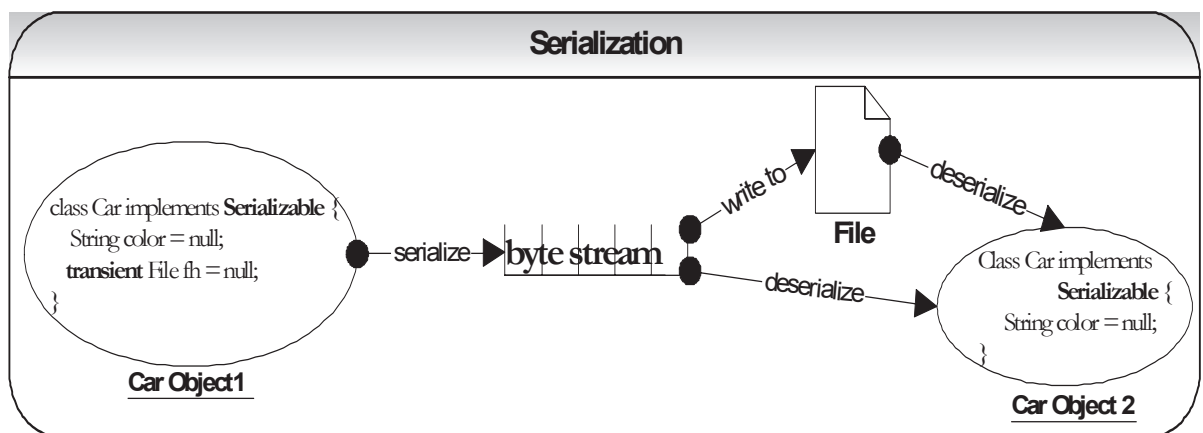 Serialization
class Car implements Serializable {
String color = null;
transient File fh = null;
}
Car Object1
serialize
byte stream
write to
File
deserialize
deserialize
Class Car implements
Serializable {
String color = null;
}
Car Object 2